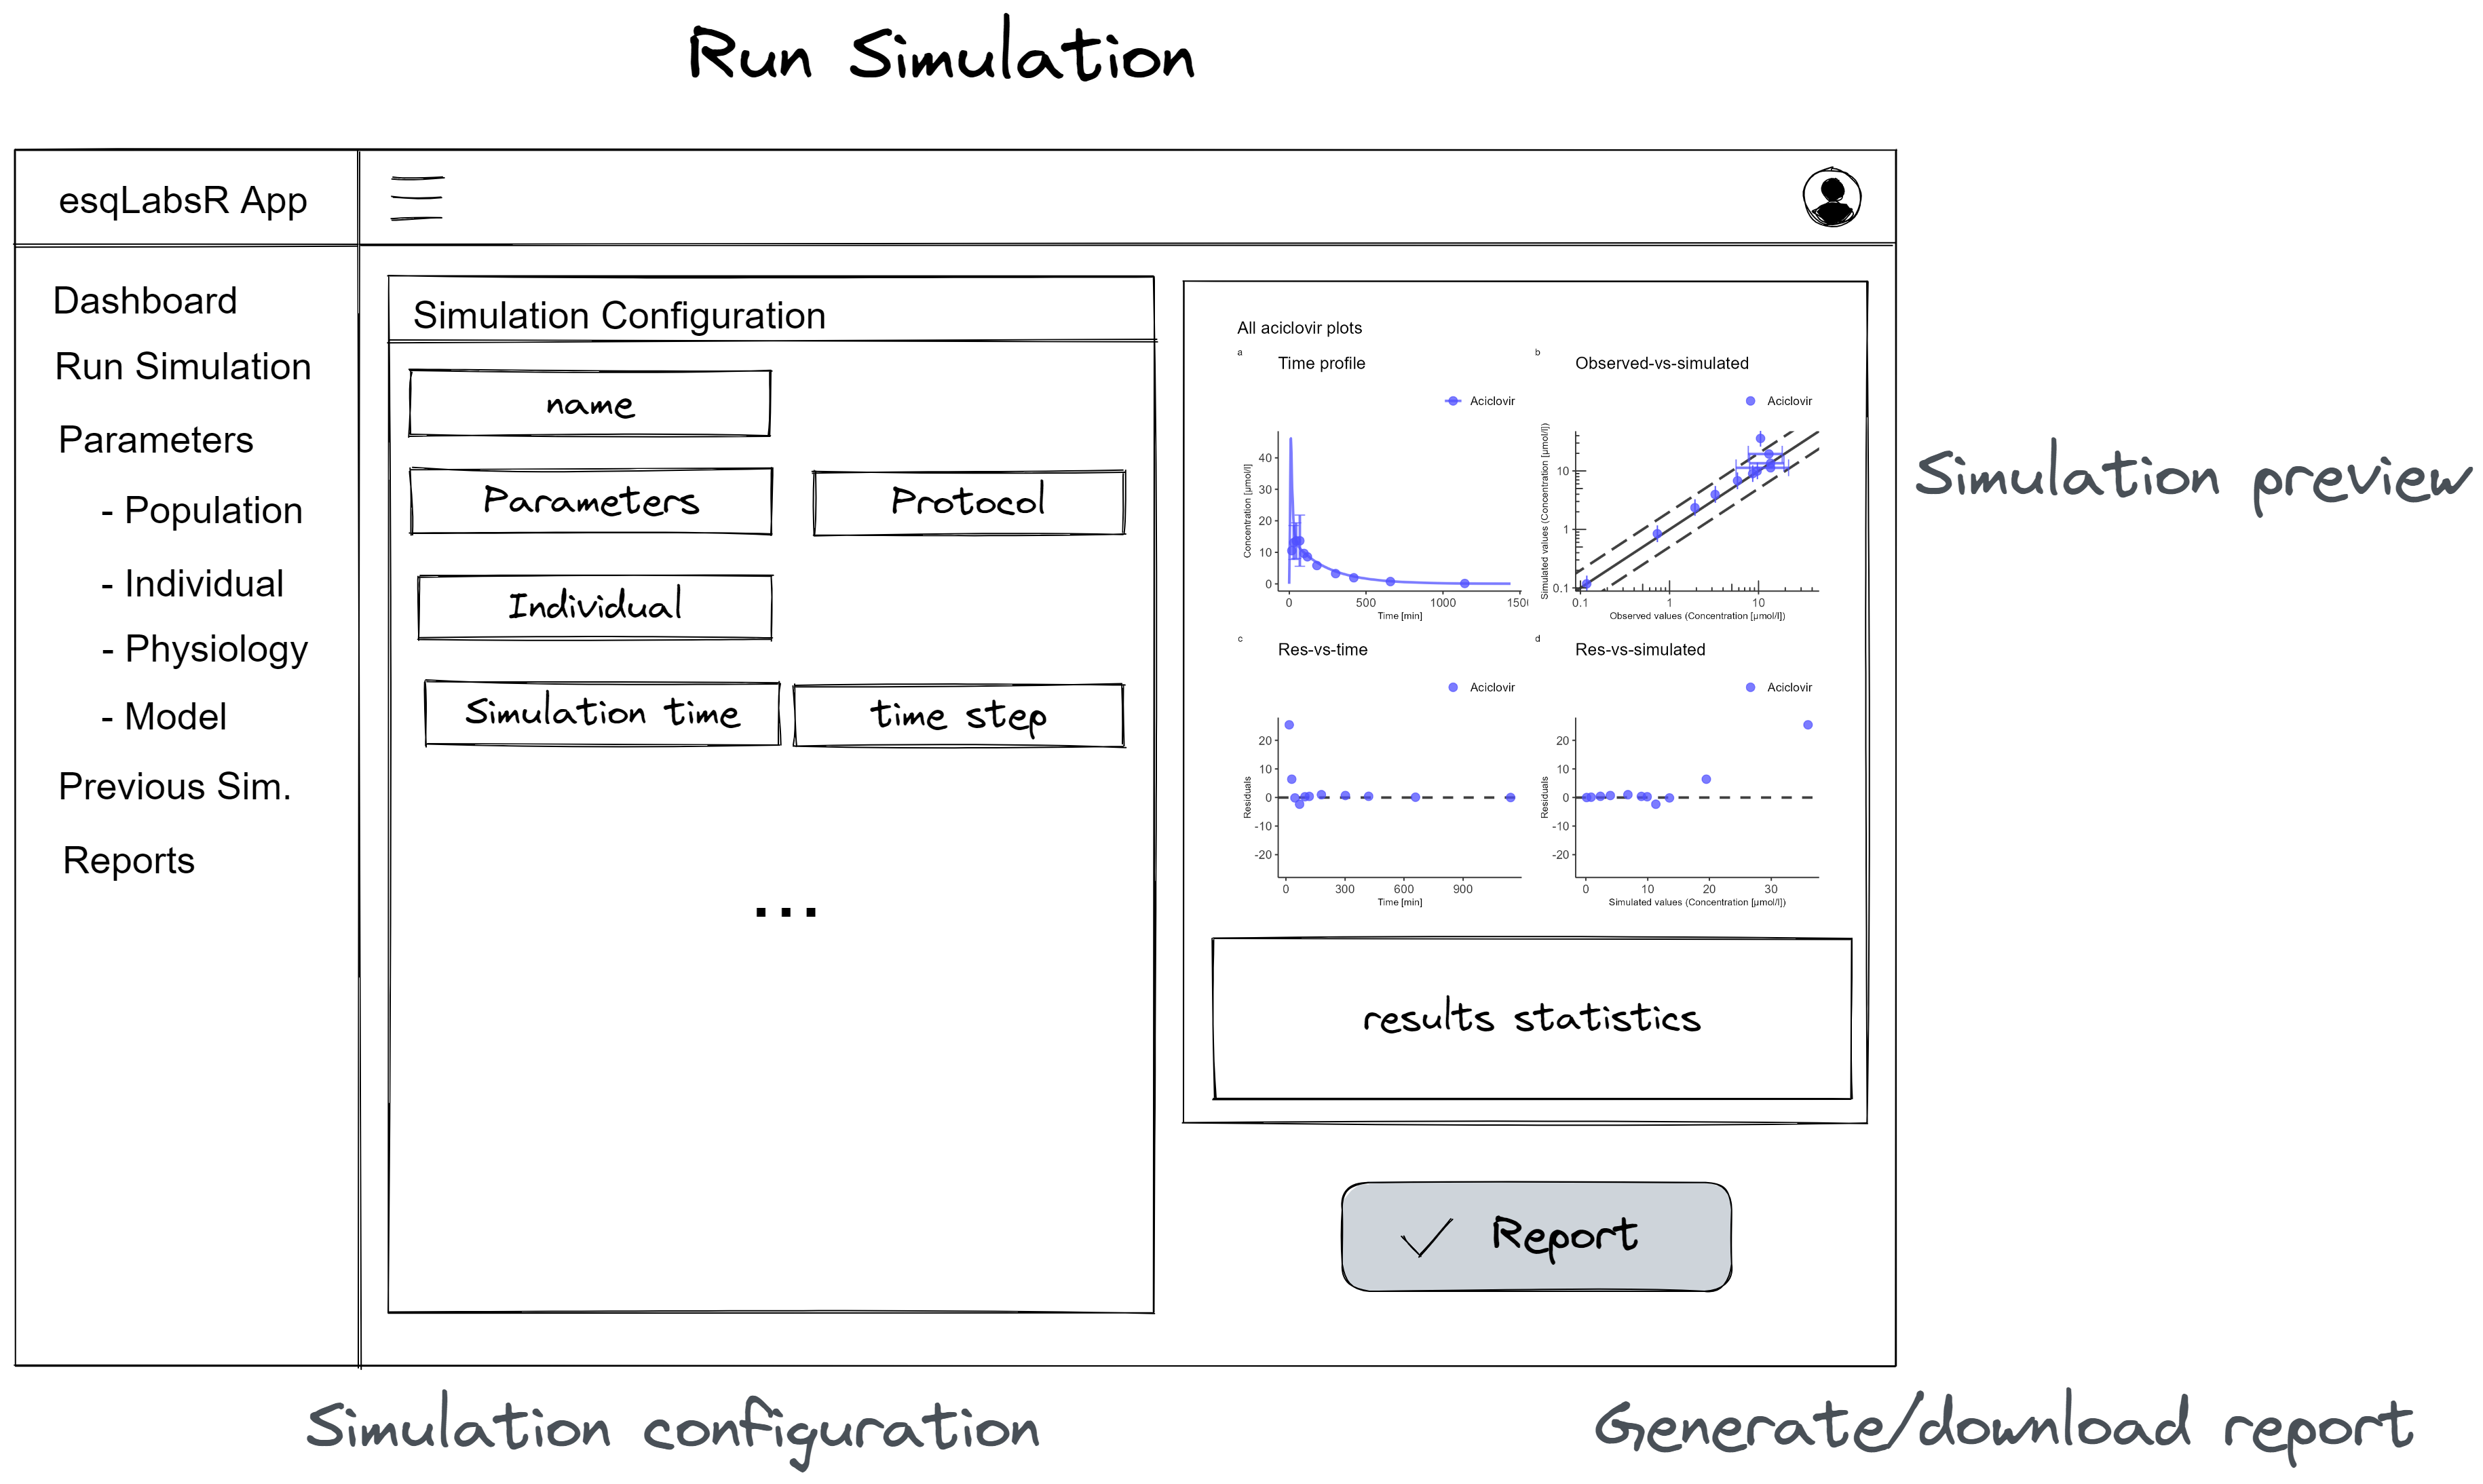 Run Simulation
esqLabsR App
Dashboard
Run Simulation
Parameters
- Population
- Individual
- Physiology
- Model
Previous Sim.
Reports
Simulation Configuration
name
Parameters
Protocol
Individual
Simulation time
time step
...
All aciclovir plots
a
Time profile
Aciclovir
Concentration [µmol/l]
40
30
20
10
0
0 500 1000 150
Time [min]
b
Observed-vs-simulated
Aciclovir
Simulated values (Concentration [µmol/l])
10
1
0.1
0.1 1 10
Observed values (Concentration [µmol/l])
c
Res-vs-time
Aciclovir
Residuals
20
10
0
-10
-20
0 300 600 900
Time [min]
d
Res-vs-simulated
Aciclovir
Residuals
20
10
0
-10
-20
0 10 20 30
Simulated values (Concentration [µmol/l])
results statistics
Report
Simulation preview
Simulation configuration
Generate/download report